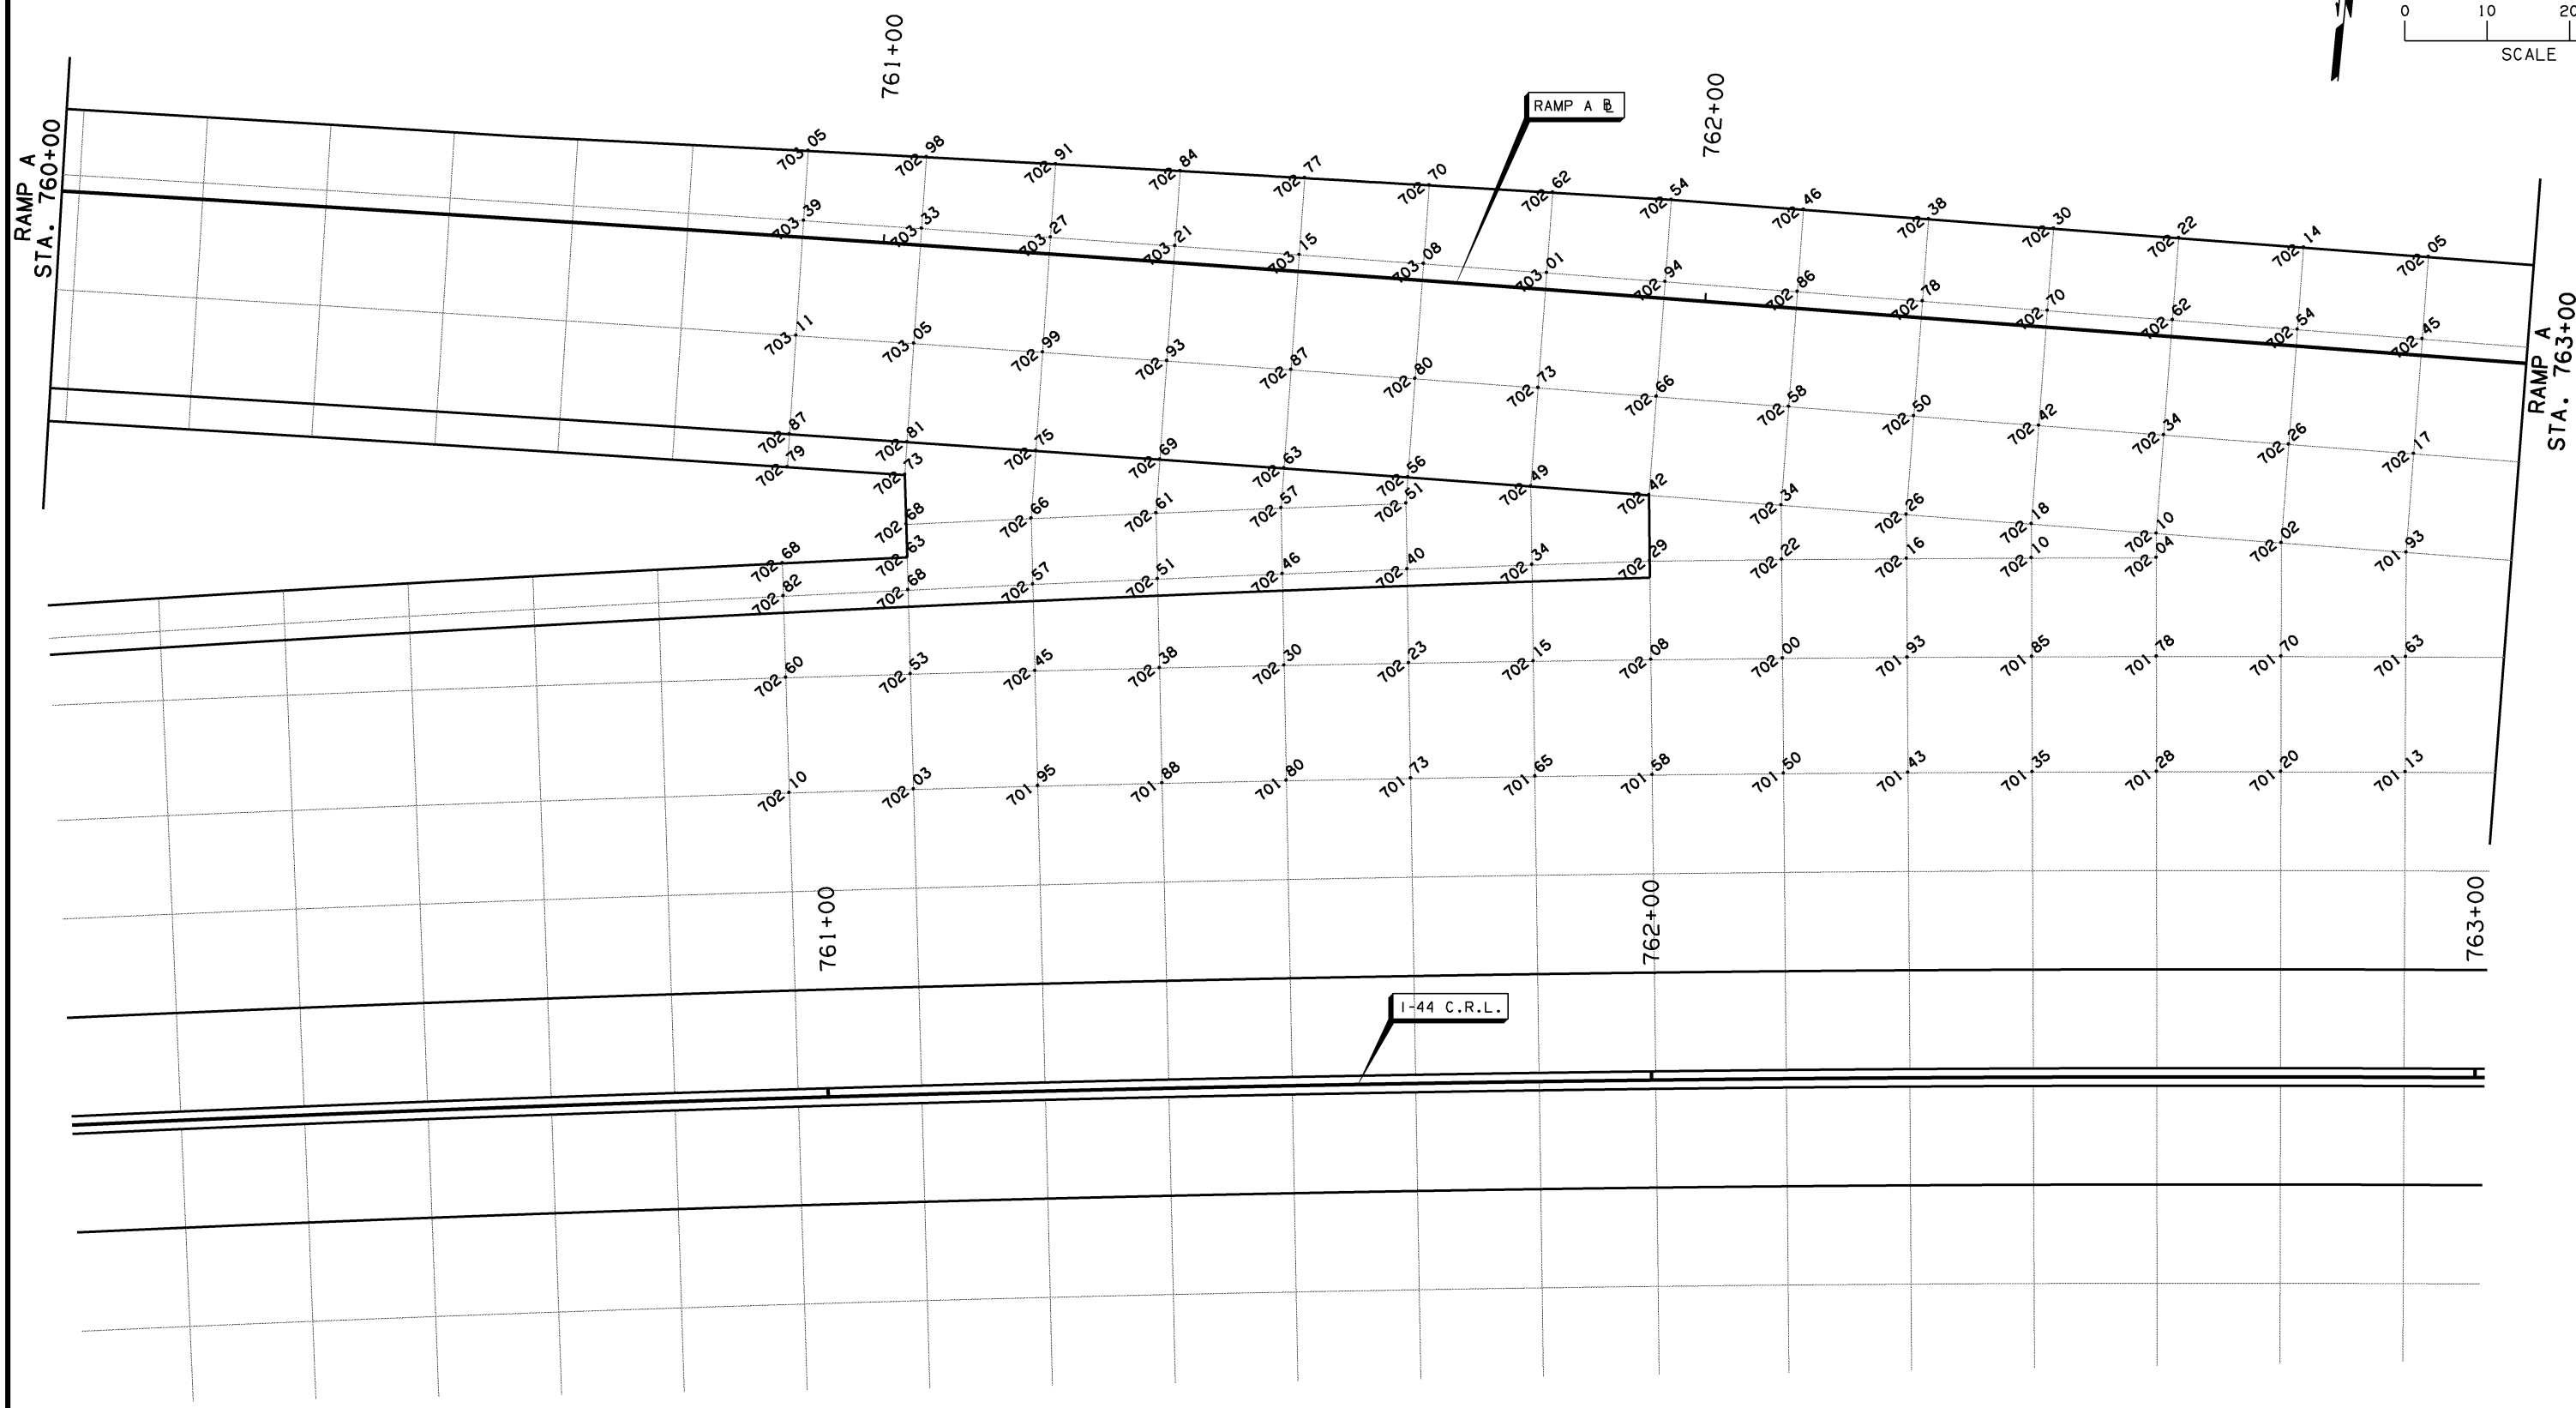 0 10 20
SCALE
761+00
762+00
RAMP A ℄
RAMP A
STA. 760+00
703.05 702.98 702.91 702.84 702.77 702.70 702.62 702.54 702.46 702.38 702.30 702.22 702.14 702.05
703.39 703.33 703.27 703.21 703.15 703.08 703.01 702.94 702.86 702.78 702.70 702.62 702.54 702.45
703.11 703.05 702.99 702.93 702.87 702.80 702.73 702.66 702.58 702.50 702.42 702.34 702.26 702.17
RAMP A
STA. 763+00
702.87 702.81 702.75 702.69 702.63 702.56 702.49 702.42 702.34 702.26 702.18 702.10 702.02 701.93
702.79 702.73
702.68 702.66 702.61 702.57 702.51
702.68 702.63
702.82 702.68 702.57 702.51 702.46 702.40 702.34 702.29 702.22 702.16 702.10 702.04
702.60 702.53 702.45 702.38 702.30 702.23 702.15 702.08 702.00 701.93 701.85 701.78 701.70 701.63
702.10 702.03 701.95 701.88 701.80 701.73 701.65 701.58 701.50 701.43 701.35 701.28 701.20 701.13
761+00
762+00
763+00
I-44 C.R.L.